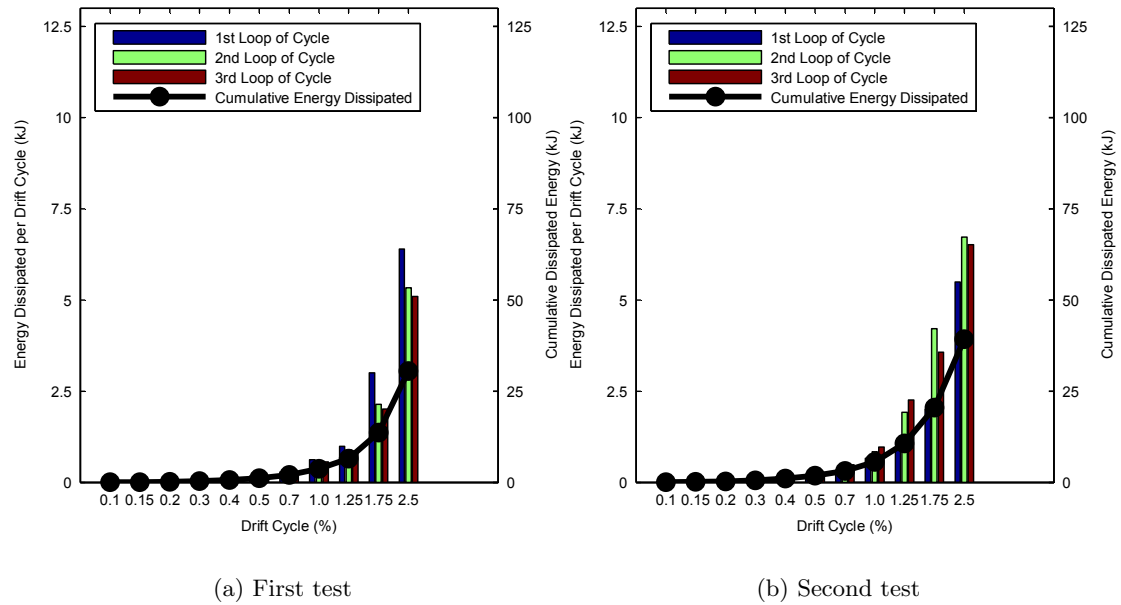 12.5
10
7.5
5
2.5
0
Energy Dissipated per Drift Cycle (kJ)
1st Loop of Cycle
2nd Loop of Cycle
3rd Loop of Cycle
Cumulative Energy Dissipated
125
100
75
50
25
0
Cumulative Dissipated Energy (kJ)
0.1 0.15 0.2 0.3 0.4 0.5 0.7 1.0 1.25 1.75 2.5
Drift Cycle (%)
(a) First test
12.5
10
7.5
5
2.5
0
Energy Dissipated per Drift Cycle (kJ)
1st Loop of Cycle
2nd Loop of Cycle
3rd Loop of Cycle
Cumulative Energy Dissipated
125
100
75
50
25
0
Cumulative Dissipated Energy (kJ)
0.1 0.15 0.2 0.3 0.4 0.5 0.7 1.0 1.25 1.75 2.5
Drift Cycle (%)
(b) Second test